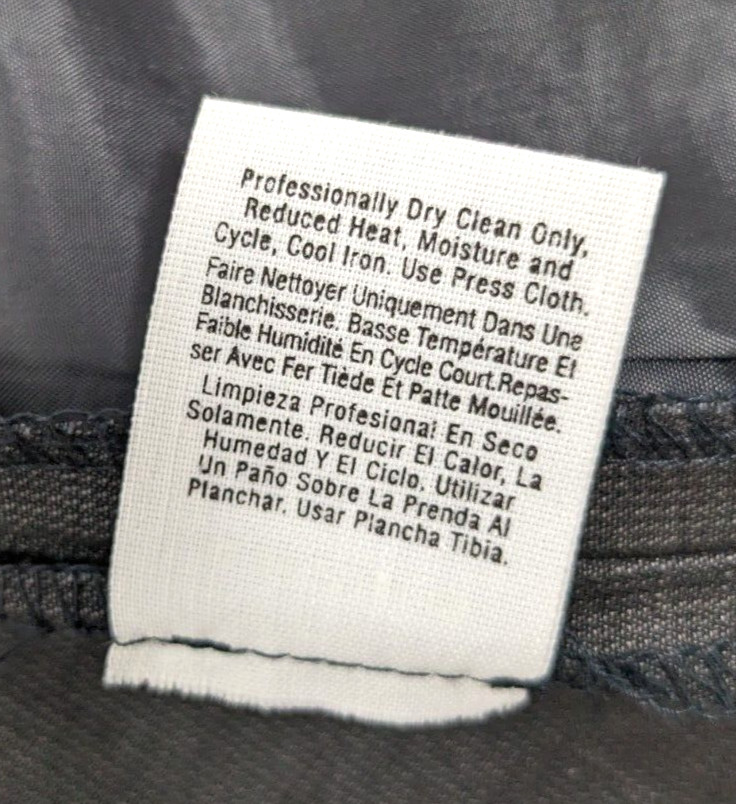 Professionally Dry Clean Only,
Reduced Heat, Moisture and
Cycle, Cool Iron. Use Press Cloth.
Faire Nettoyer Uniquement Dans Une
Blanchisserie. Basse Température Et
Faible Humidité En Cycle Court.Repas-
ser Avec Fer Tiède Et Patte Mouillée.
Limpieza Profesional En Seco
Solamente. Reducir El Calor, La
Humedad Y El Ciclo. Utilizar
Un Paño Sobre La Prenda Al
Planchar. Usar Plancha Tibia.